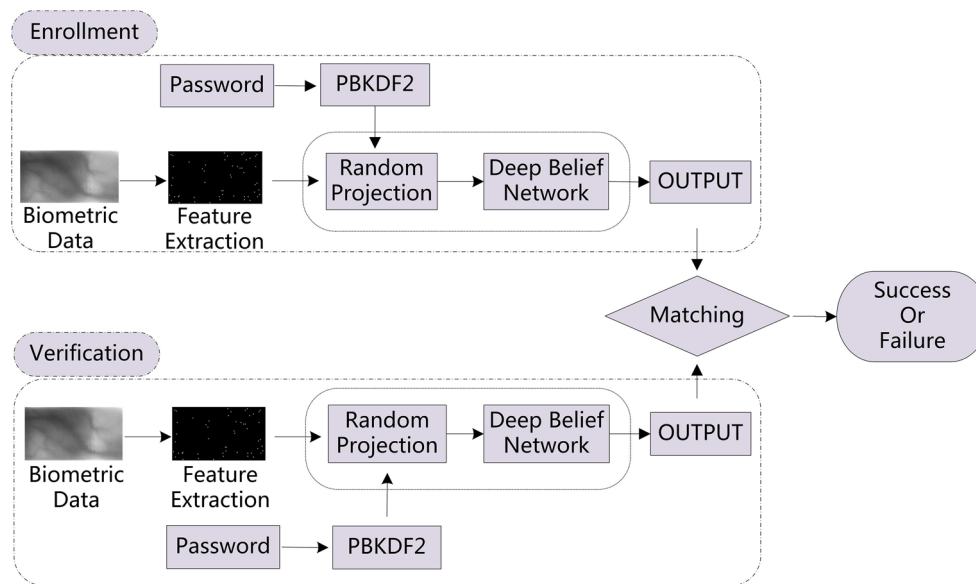 Enrollment
Password
PBKDF2
Biometric
Data
Feature
Extraction
Random
Projection
Deep Belief
Network
OUTPUT
Matching
Success
Or
Failure
Verification
Biometric
Data
Feature
Extraction
Random
Projection
Deep Belief
Network
OUTPUT
Password
PBKDF2